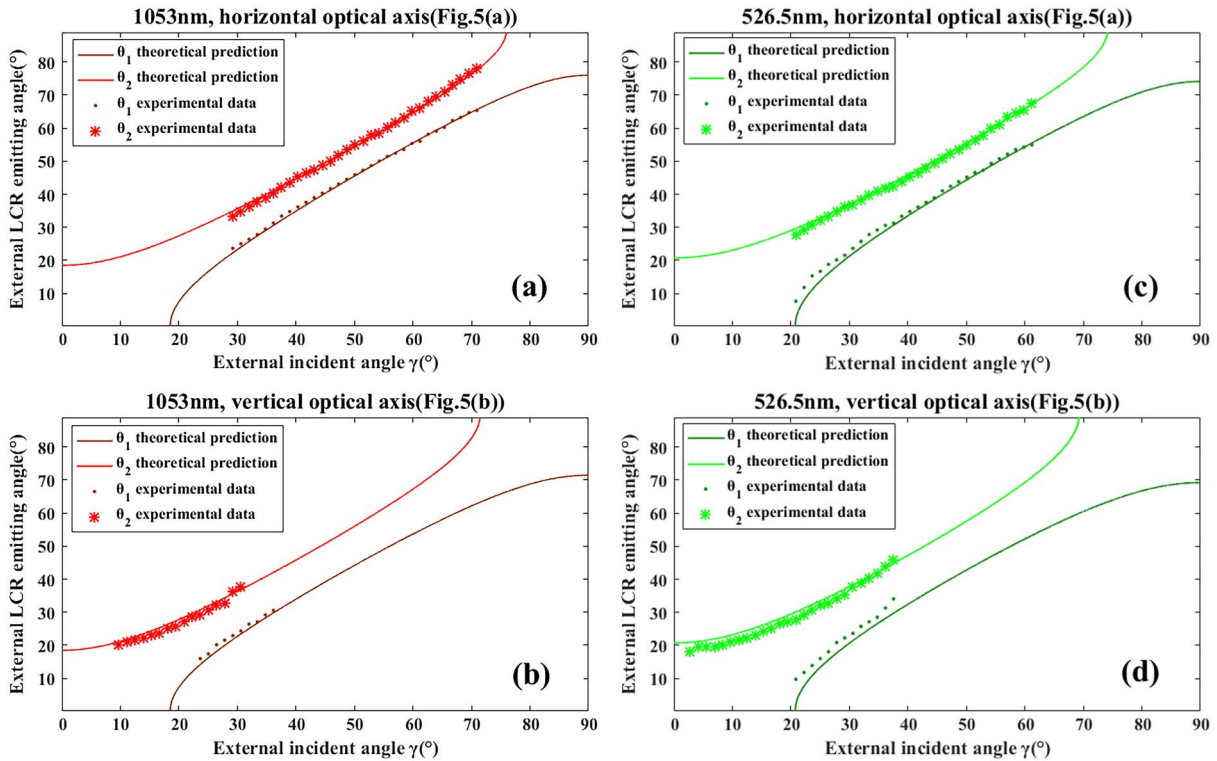 1053nm, horizontal optical axis(Fig.5(a))
θ1 theoretical prediction
θ2 theoretical prediction
θ1 experimental data
θ2 experimental data
External LCR emitting angle(°)
80
70
60
50
40
30
20
10
(a)
0 10 20 30 40 50 60 70 80 90
External incident angle γ(°)
526.5nm, horizontal optical axis(Fig.5(a))
θ1 theoretical prediction
θ2 theoretical prediction
θ1 experimental data
θ2 experimental data
External LCR emitting angle(°)
80
70
60
50
40
30
20
10
(c)
0 10 20 30 40 50 60 70 80 90
External incident angle γ(°)
1053nm, vertical optical axis(Fig.5(b))
θ1 theoretical prediction
θ2 theoretical prediction
θ1 experimental data
θ2 experimental data
External LCR emitting angle(°)
80
70
60
50
40
30
20
10
(b)
0 10 20 30 40 50 60 70 80 90
External incident angle γ(°)
526.5nm, vertical optical axis(Fig.5(b))
θ1 theoretical prediction
θ2 theoretical prediction
θ1 experimental data
θ2 experimental data
External LCR emitting angle(°)
80
70
60
50
40
30
20
10
(d)
0 10 20 30 40 50 60 70 80 90
External incident angle γ(°)